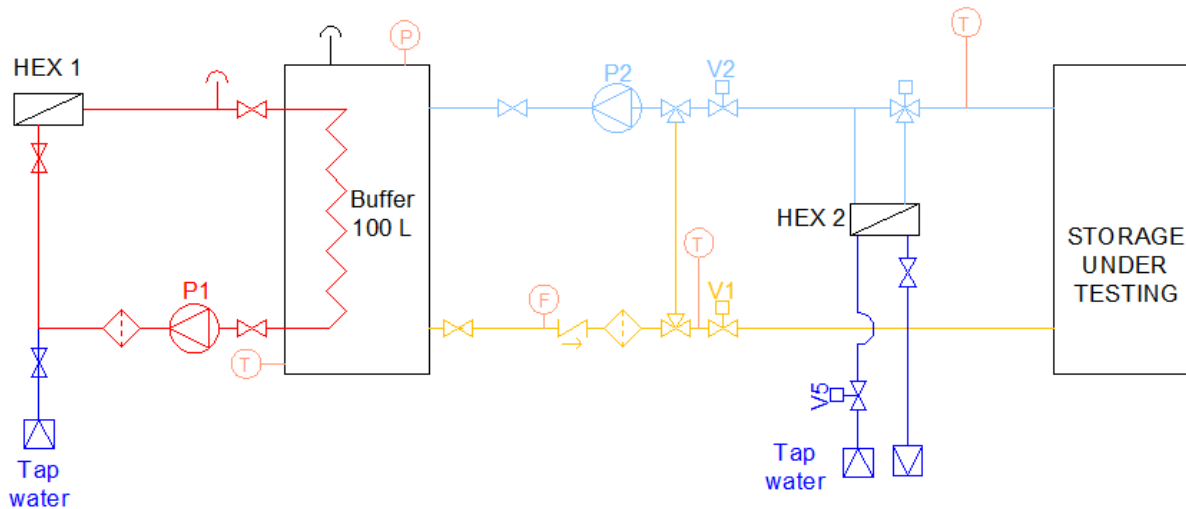 T
P
HEX 1
P2
V2
Buffer
100 L
HEX 2
STORAGE
UNDER
TESTING
T
P1
F
V1
T
V5
Tap
water
Tap
water